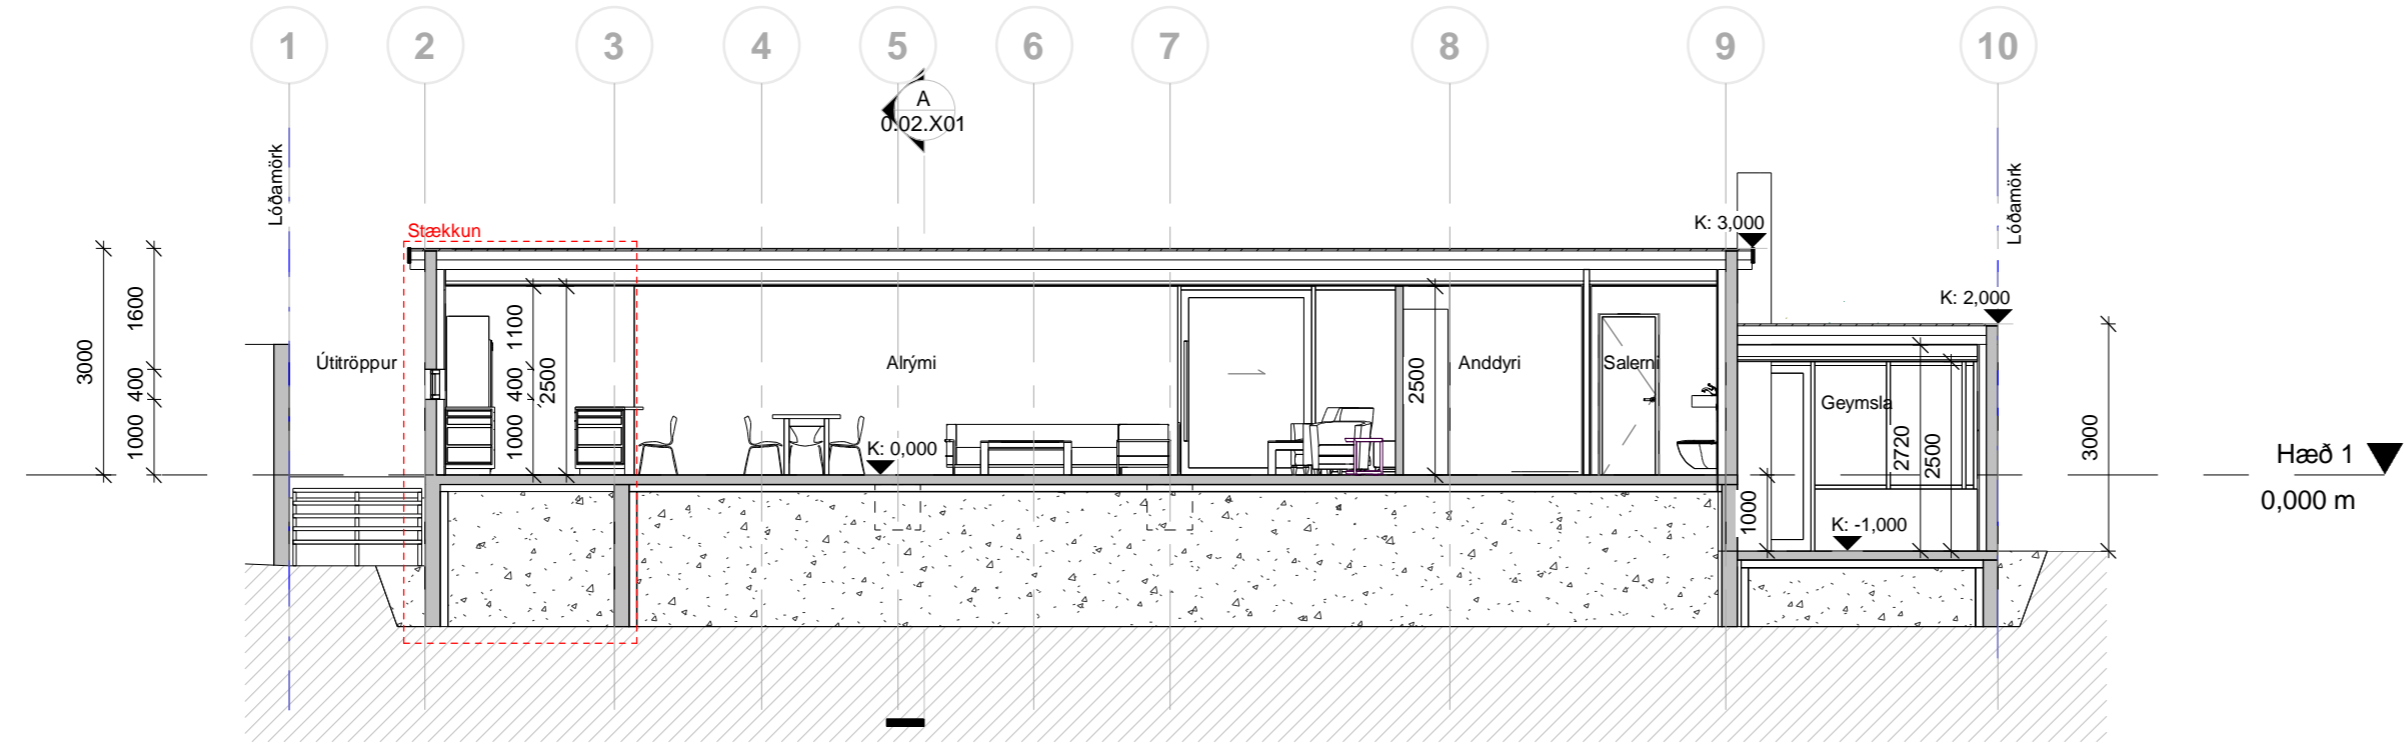 1 2 3 4 5 6 7 8 9 10
A
0.02.X01
Lóðamörk
Lóðamörk
Stækkun
K: 3,000
K: 2,000
3000
1600
400
1000
Útitröppur
1100
400
1000
2500
Alrými
K: 0,000
2500
Anddyri
Salerni
Geymsla
2720
2500
1000
K: -1,000
3000
Hæð 1
0,000 m